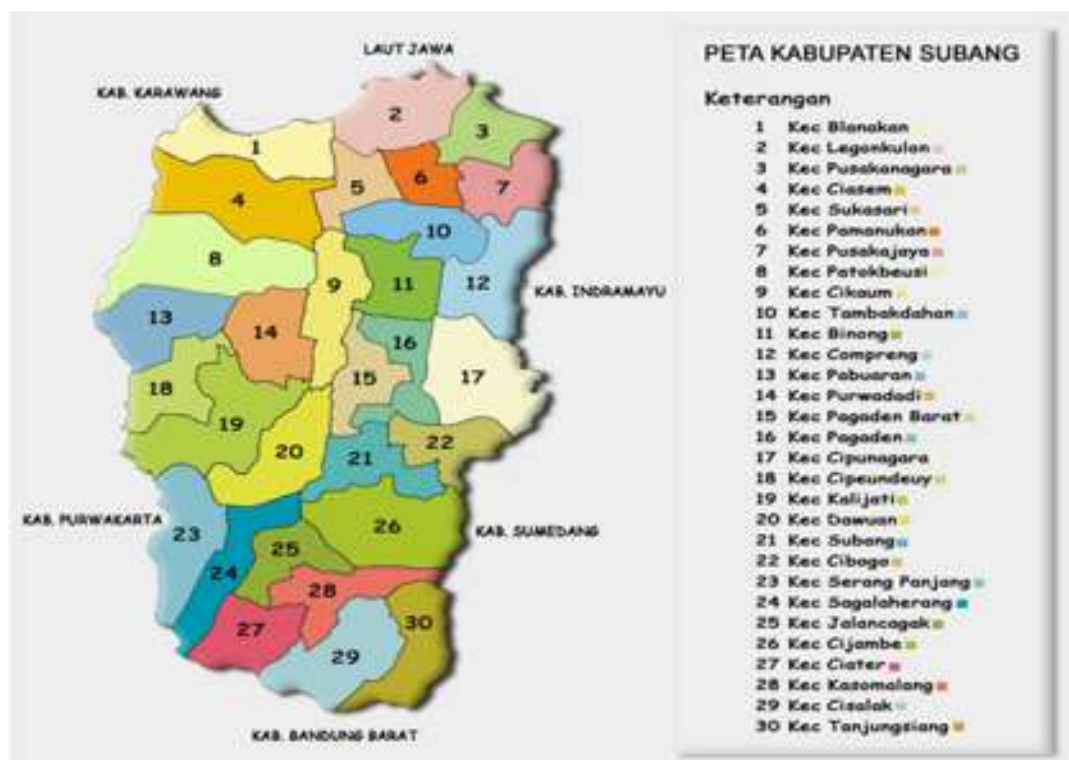 LAUT JAWA
KAB. KARAWANG
2
3
1
6
5
7
4
10
8
9
11
12
KAB. INDRAMAYU
13
14
16
15
17
18
19
20
22
21
KAB. PURWAKARTA
23
26
KAB. SUMEDANG
25
24
28
27
30
29
KAB. BANDUNG BARAT
PETA KABUPATEN SUBANG
Keterangan
1 Kec Blanakan
2 Kec Legonkulon
3 Kec Pusakanagara
4 Kec Ciasem
5 Kec Sukasari
6 Kec Pamanukan
7 Kec Pusakajaya
8 Kec Patokbeusi
9 Kec Cikaum
10 Kec Tambakdahan
11 Kec Binong
12 Kec Compreng
13 Kec Pabuaran
14 Kec Purwadadi
15 Kec Pagaden Barat
16 Kec Pagaden
17 Kec Cipunagara
18 Kec Cipeundeuy
19 Kec Kalijati
20 Kec Dawuan
21 Kec Subang
22 Kec Cibogo
23 Kec Serang Panjang
24 Kec Sagalaherang
25 Kec Jalancagak
26 Kec Cijambe
27 Kec Ciater
28 Kec Kasomalang
29 Kec Cisalak
30 Kec Tanjungsiang